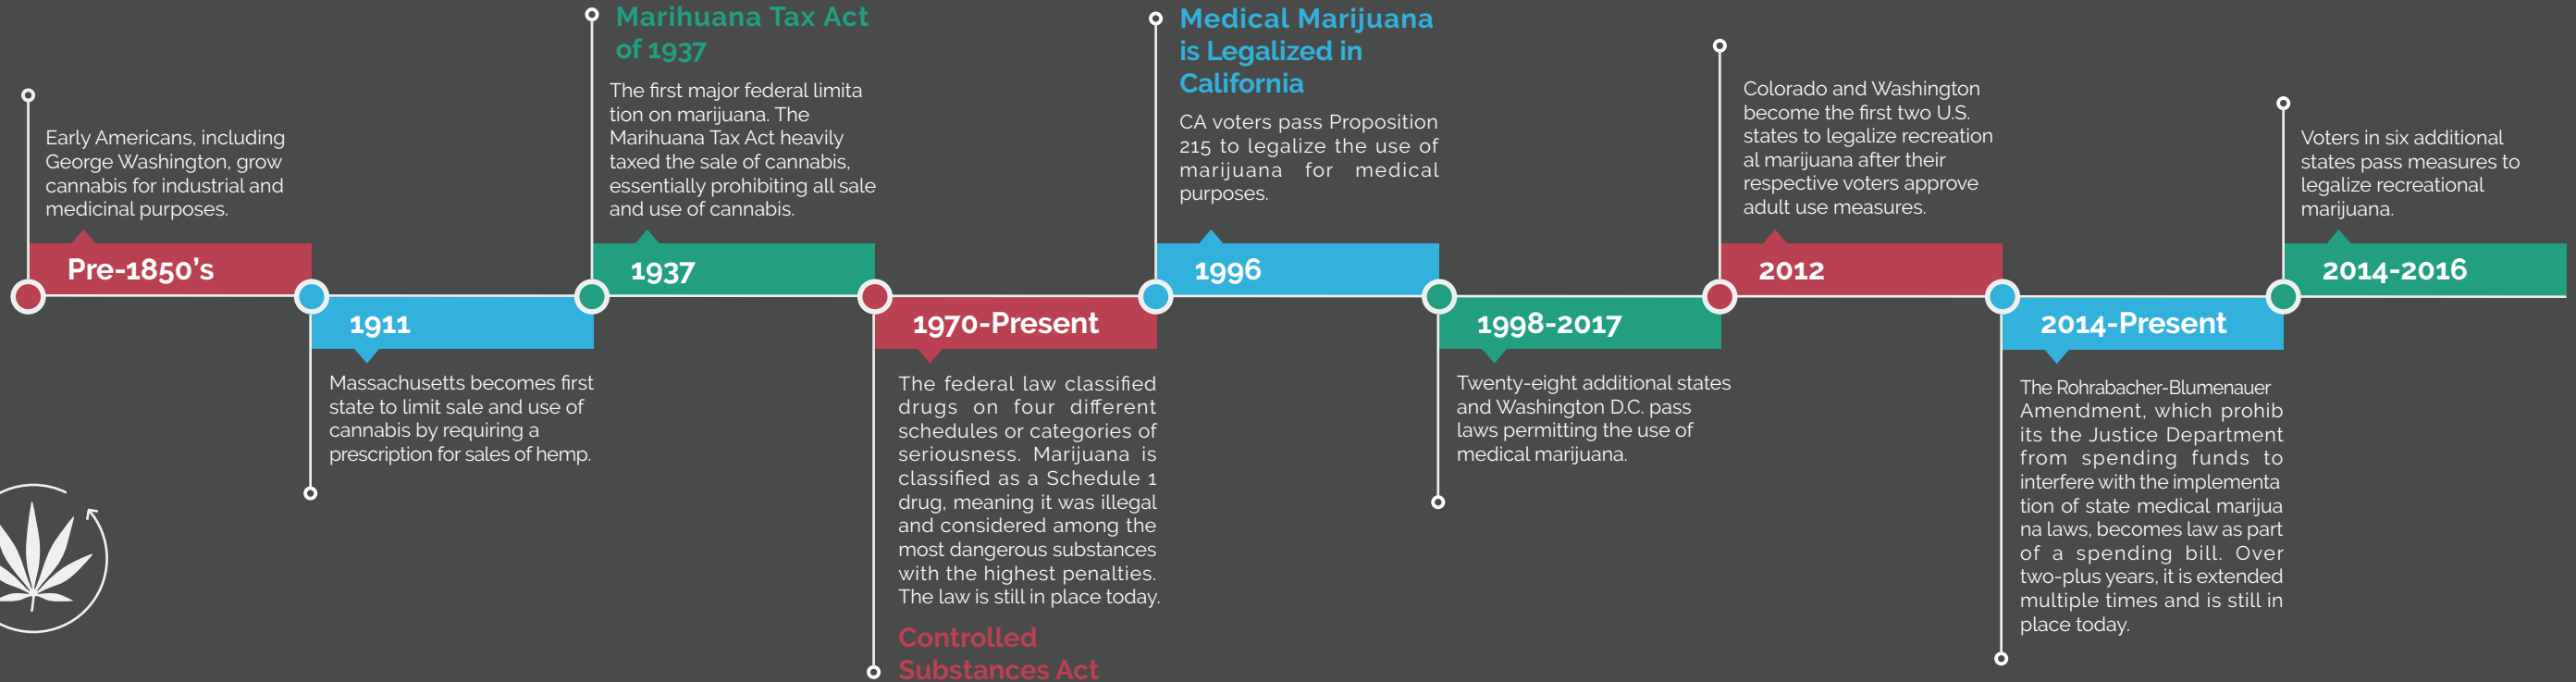 Early Americans, including
George Washington, grow
cannabis for industrial and
medicinal purposes.
Pre-1850's
1911
Massachusetts becomes first
state to limit sale and use of
cannabis by requiring a
prescription for sales of hemp.
Marihuana Tax Act
of 1937
The first major federal limita
tion on marijuana. The
Marihuana Tax Act heavily
taxed the sale of cannabis,
essentially prohibiting all sale
and use of cannabis.
1937
1970-Present
The federal law classified
drugs on four different
schedules or categories of
seriousness. Marijuana is
classified as a Schedule 1
drug, meaning it was illegal
and considered among the
most dangerous substances
with the highest penalties.
The law is still in place today.
Controlled
Substances Act
Medical Marijuana
is Legalized in
California
CA voters pass Proposition
215 to legalize the use of
marijuana for medical
purposes.
1996
1998-2017
Twenty-eight additional states
and Washington D.C. pass
laws permitting the use of
medical marijuana.
Colorado and Washington
become the first two U.S.
states to legalize recreation
al marijuana after their
respective voters approve
adult use measures.
2012
2014-Present
The Rohrabacher-Blumenauer
Amendment, which prohib
its the Justice Department
from spending funds to
interfere with the implementa
tion of state medical marijua
na laws, becomes law as part
of a spending bill. Over
two-plus years, it is extended
multiple times and is still in
place today.
Voters in six additional
states pass measures to
legalize recreational
marijuana.
2014-2016